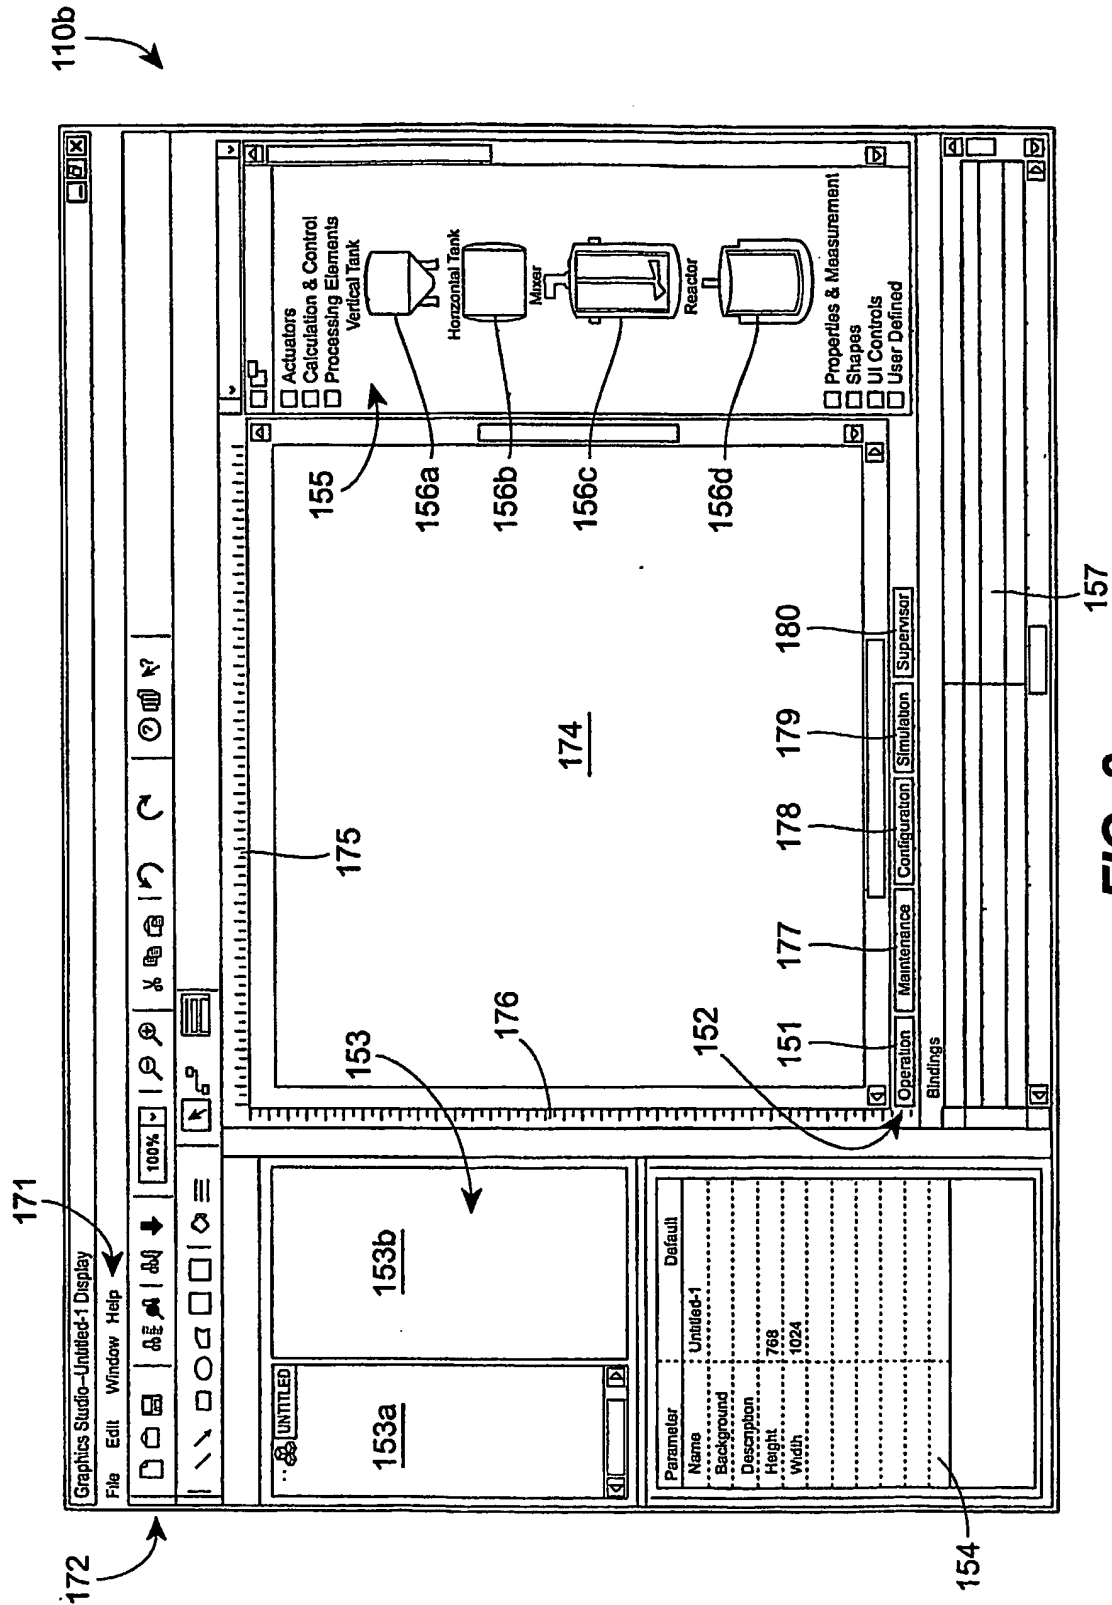 110b
171
172
Graphics Studio–Untitled-1 Display
File Edit Window Help
100%
?
?
UNTITLED
153a
153b
153
Parameter Default
Name Untitled-1
Background
Description
Height 768
Width 1024
154
175
176
174
152
151
177
178
179
180
Operation Maintenance Configuration Simulation Supervisor
Bindings
157
Actuators
Calculation & Control
Processing Elements
Vertical Tank
Horizontal Tank
Mixer
Reactor
Properties & Measurement
Shapes
UI Controls
User Defined
155
156a
156b
156c
156d